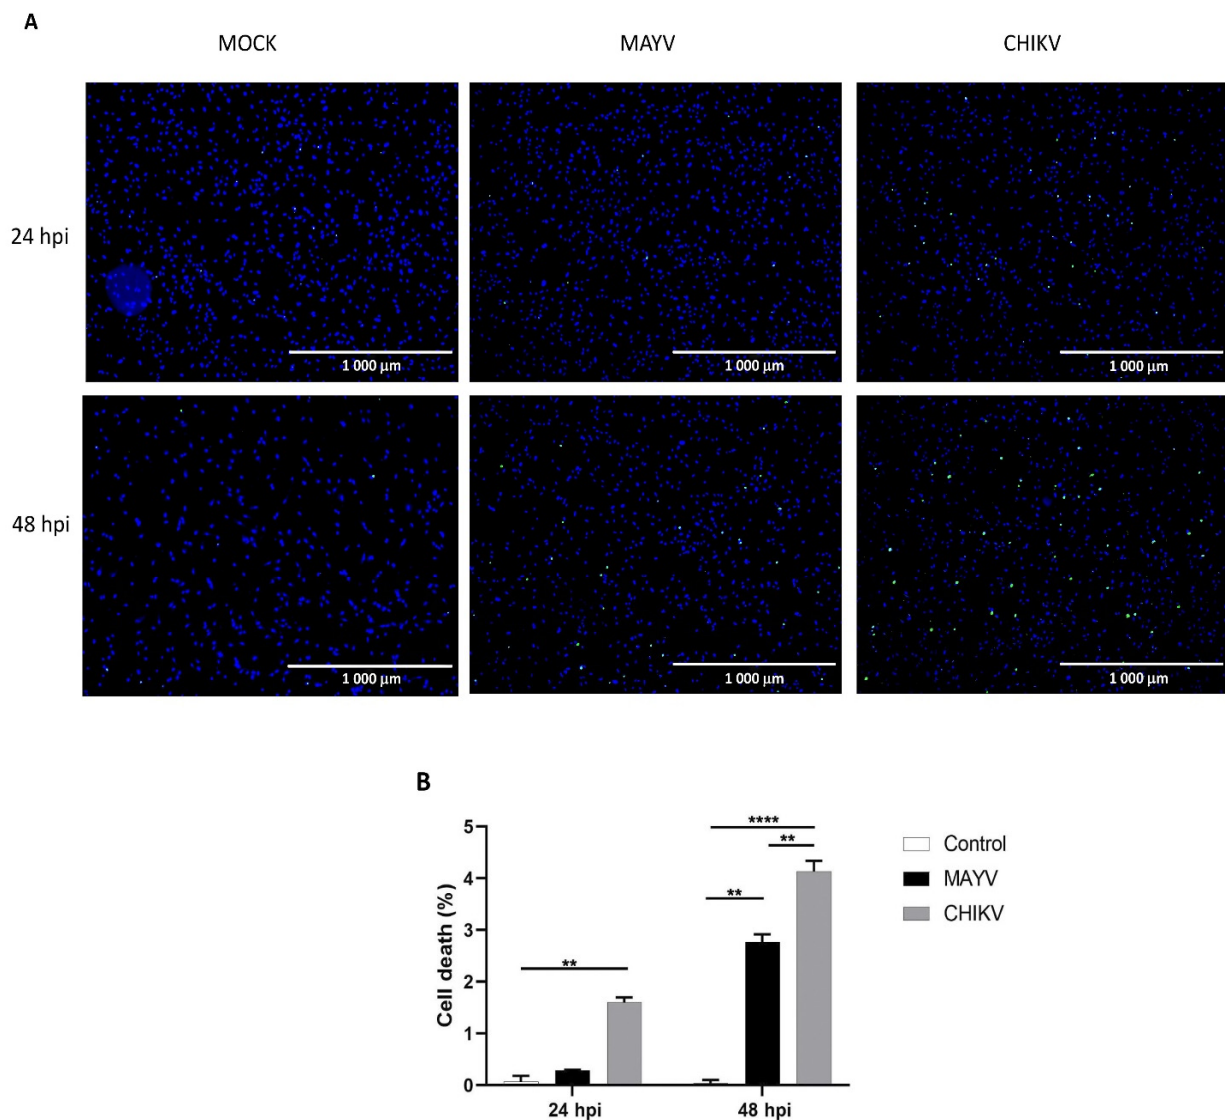 A
MOCK
MAYV
CHIKV
24 hpi
1 000 µm
1 000 µm
1 000 µm
48 hpi
1 000 µm
1 000 µm
1 000 µm
B
Cell death (%)
5
4
3
2
1
0
**
**
****
**
24 hpi
48 hpi
Control
MAYV
CHIKV